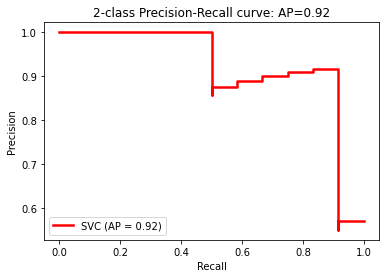 2-class Precision-Recall curve: AP=0.92
1.0
0.9
0.8
0.7
0.6
Precision
SVC (AP = 0.92)
0.0 0.2 0.4 0.6 0.8 1.0
Recall